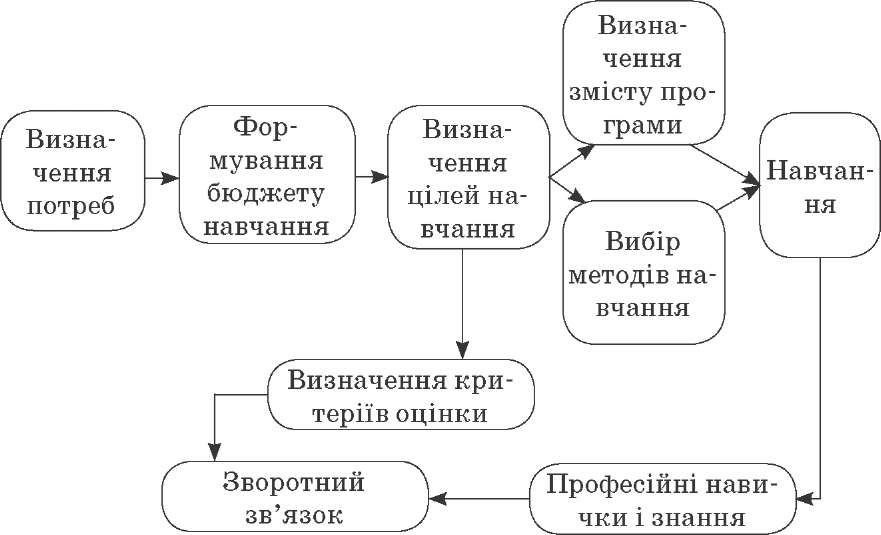 Визна-
чення
потреб
Фор-
мування
бюджету
навчання
Визна-
чення
цілей на-
вчання
Визна-
чення
змісту про-
грами
Вибір
методів на-
вчання
Навчан-
ня
Визначення кри-
теріїв оцінки
Зворотний
зв’язок
Професійні нави-
чки і знання